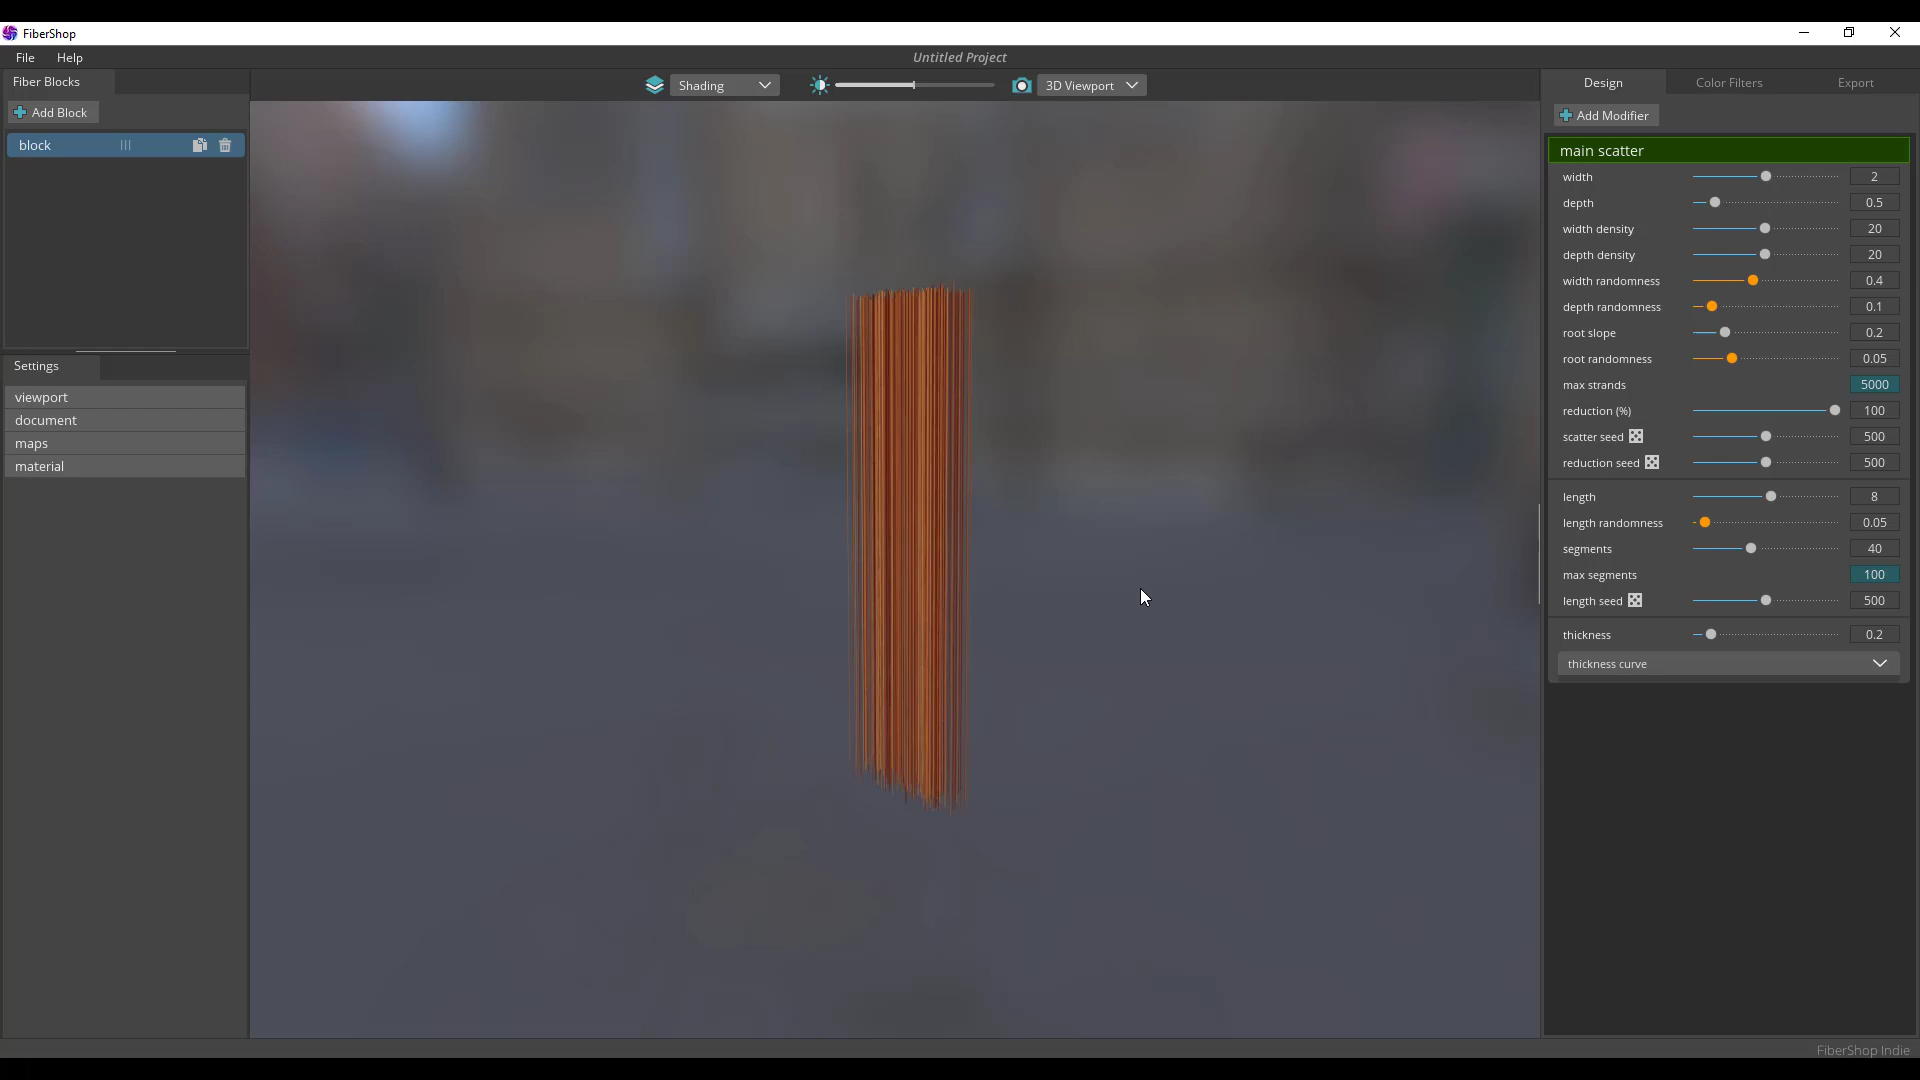 FiberShop
File Help
Untitled Project
Fiber Blocks
Shading
3D Viewport
Design Color Filters Export
Add Block
Add Modifier
block
main scatter
width 2
depth 0.5
width density 20
depth density 20
width randomness 0.4
depth randomness 0.1
root slope 0.2
root randomness 0.05
max strands 5000
reduction (%) 100
scatter seed 500
reduction seed 500
length 8
length randomness 0.05
segments 40
max segments 100
length seed 500
thickness 0.2
thickness curve
Settings
viewport
document
maps
material
FiberShop Indie